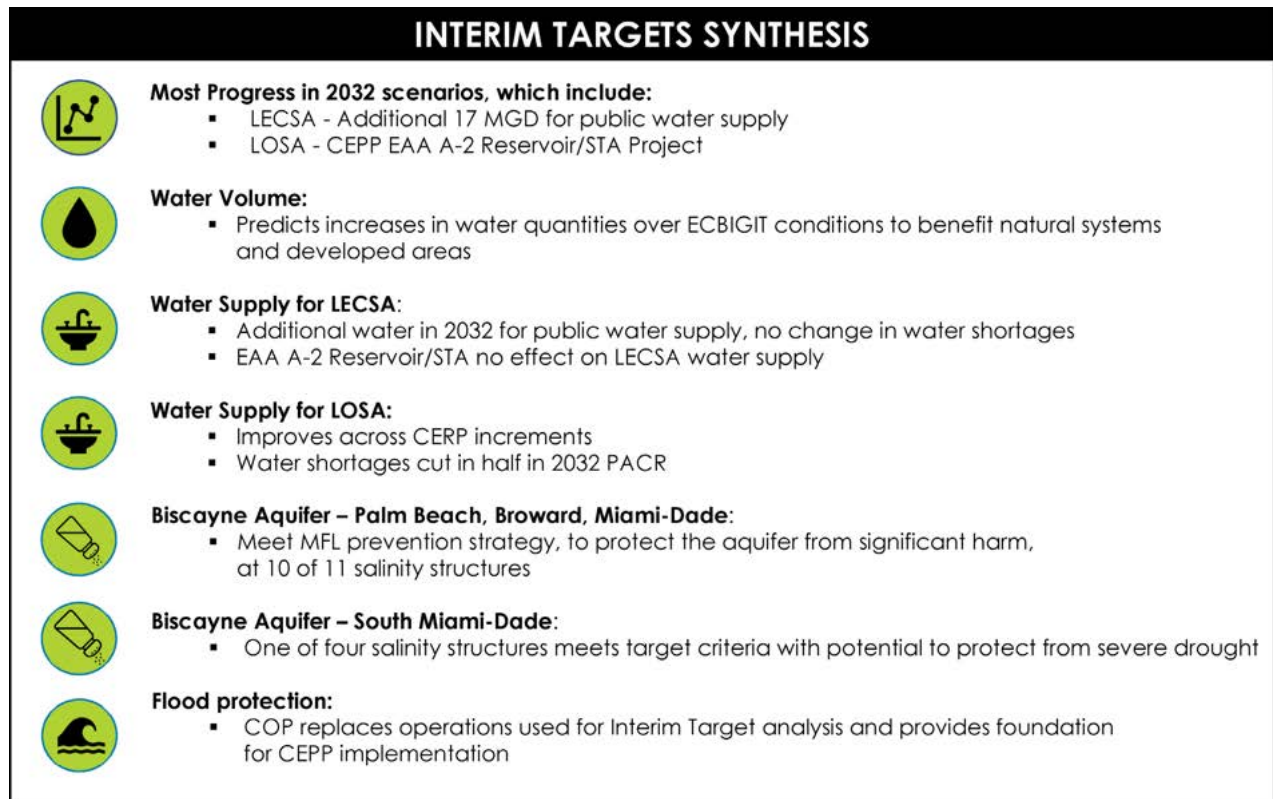 INTERIM TARGETS SYNTHESIS
Most Progress in 2032 scenarios, which include:
▪ LECSA - Additional 17 MGD for public water supply
▪ LOSA - CEPP EAA A-2 Reservoir/STA Project
Water Volume:
▪ Predicts increases in water quantities over ECBIGIT conditions to benefit natural systems
and developed areas
Water Supply for LECSA:
▪ Additional water in 2032 for public water supply, no change in water shortages
▪ EAA A-2 Reservoir/STA no effect on LECSA water supply
Water Supply for LOSA:
▪ Improves across CERP increments
▪ Water shortages cut in half in 2032 PACR
Biscayne Aquifer – Palm Beach, Broward, Miami-Dade:
▪ Meet MFL prevention strategy, to protect the aquifer from significant harm,
at 10 of 11 salinity structures
Biscayne Aquifer – South Miami-Dade:
▪ One of four salinity structures meets target criteria with potential to protect from severe drought
Flood protection:
▪ COP replaces operations used for Interim Target analysis and provides foundation
for CEPP implementation